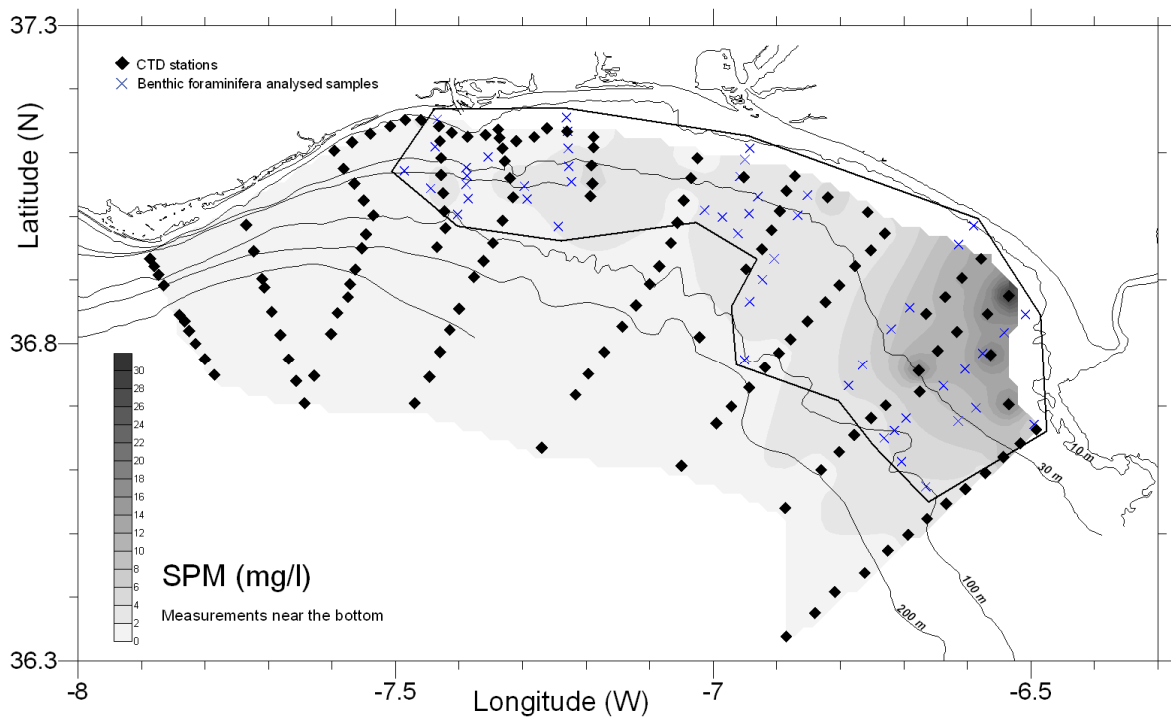 37.3
CTD stations
Benthic foraminifera analysed samples
Latitude (N)
36.8
30
28
26
24
22
20
18
16
14
12
10
8
6
4
2
0
SPM (mg/l)
Measurements near the bottom
10 m
30 m
100 m
200 m
36.3
-8
-7.5
-7
-6.5
Longitude (W)